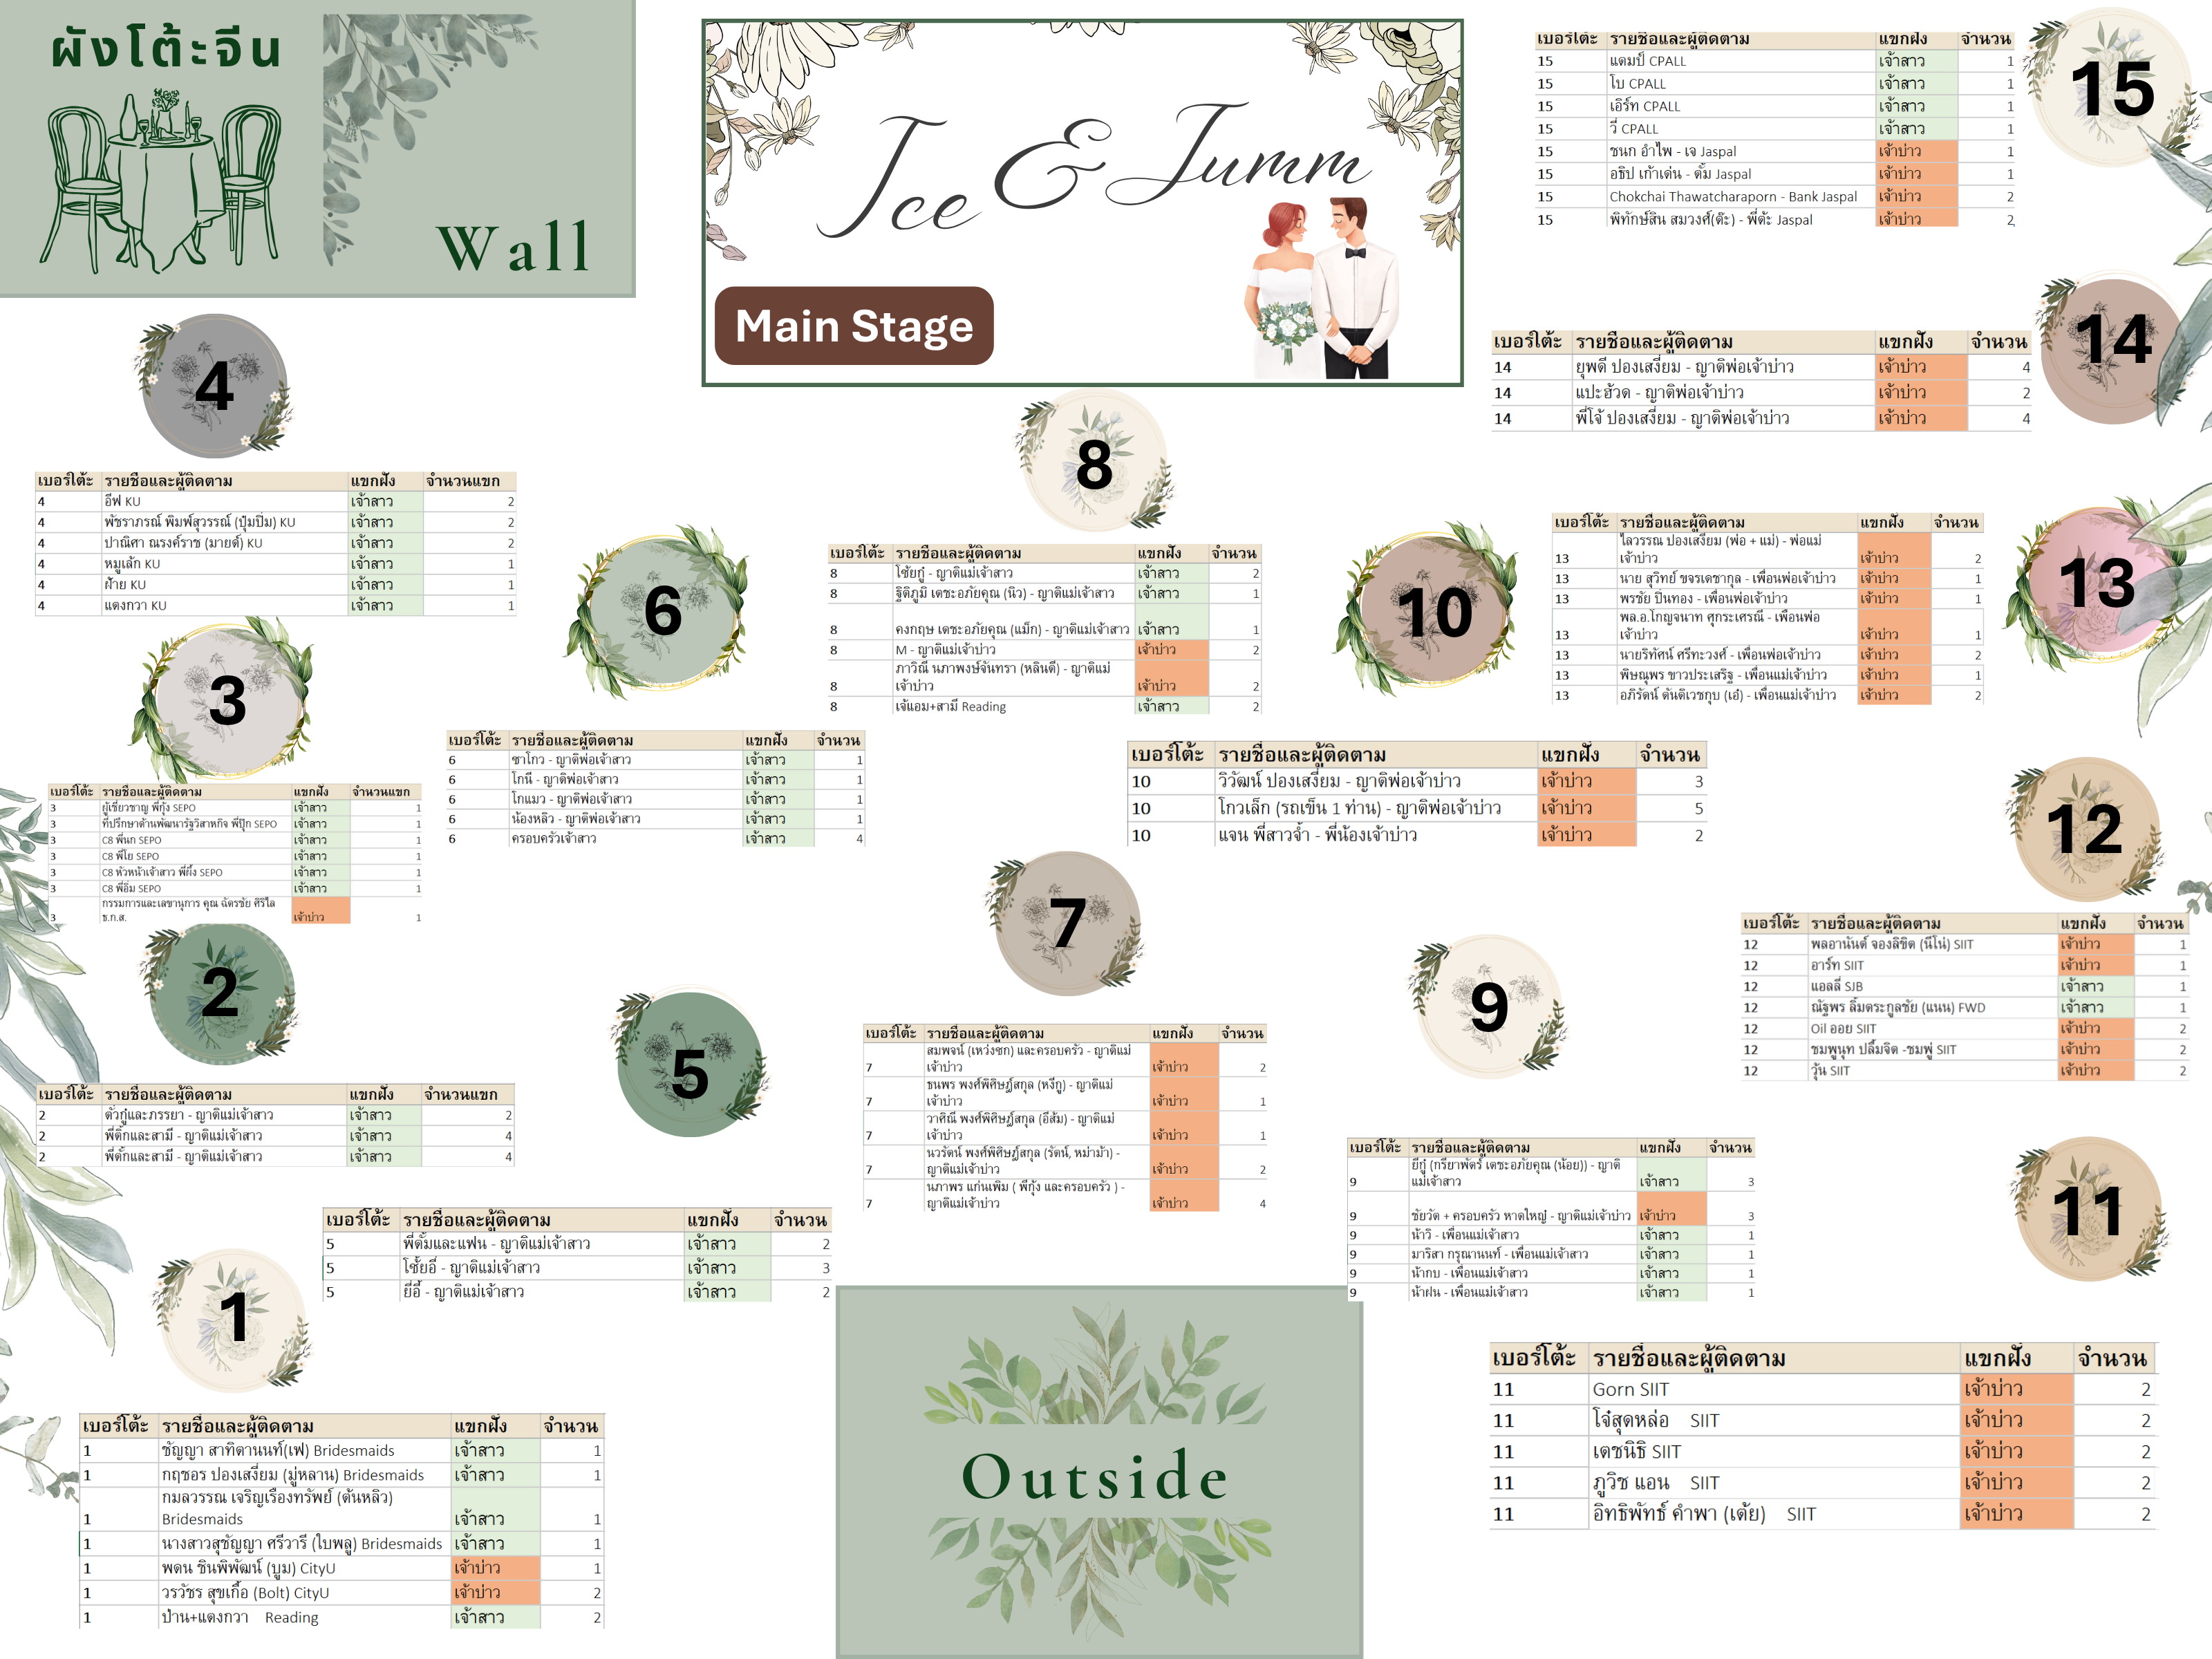 ผังโต้ะจีน
Wall
Ice & Jumm
Main Stage
15
เบอร์โต้ะ รายชื่อและผู้ติดตาม แขกฝั่ง จำนวน
15 แดมป์ CPALL เจ้าสาว 1
15 โบ CPALL เจ้าสาว 1
15 เอิร์ท CPALL เจ้าสาว 1
15 วี่ CPALL เจ้าสาว 1
15 ชนก อำไพ - เจ Jaspal เจ้าบ่าว 1
15 อธิป เก้าเด่น - ดั้ม Jaspal เจ้าบ่าว 1
15 Chokchai Thawatcharaporn - Bank Jaspal เจ้าบ่าว 2
15 พิทักษ์สิน สมวงศ์(ต๊ะ) - พี่ต๊ะ Jaspal เจ้าบ่าว 2
14
เบอร์โต้ะ รายชื่อและผู้ติดตาม แขกฝั่ง จำนวน
14 ยุพดี ปองเสงี่ยม - ญาติพ่อเจ้าบ่าว เจ้าบ่าว 4
14 แปะฮ้วด - ญาติพ่อเจ้าบ่าว เจ้าบ่าว 2
14 พี่โจ้ ปองเสงี่ยม - ญาติพ่อเจ้าบ่าว เจ้าบ่าว 4
4
เบอร์โต้ะ รายชื่อและผู้ติดตาม แขกฝั่ง จำนวนแขก
4 อีฟ KU เจ้าสาว 2
4 พัชราภรณ์ พิมพ์สุวรรณ์ (ปุ๋มปิ๋ม) KU เจ้าสาว 2
4 ปาณิศา ณรงค์ราช (มายด์) KU เจ้าสาว 2
4 หมูเล้ก KU เจ้าสาว 1
4 ฝ้าย KU เจ้าสาว 1
4 แตงกวา KU เจ้าสาว 1
8
เบอร์โต้ะ รายชื่อและผู้ติดตาม แขกฝั่ง จำนวน
8 โซ้ยกู๋ - ญาติแม่เจ้าสาว เจ้าสาว 2
8 ฐิติภูมิ เตชะอภัยคุณ (นิว) - ญาติแม่เจ้าสาว เจ้าสาว 1
8 คงกฤษ เตชะอภัยคุณ (แม็ก) - ญาติแม่เจ้าสาว เจ้าสาว 1
8 M - ญาติแม่เจ้าบ่าว เจ้าบ่าว 2
ภาวิณี นภาพงษ์จันทรา (หลินตี) - ญาติแม่
8 เจ้าบ่าว เจ้าบ่าว 2
8 เจ้แอม+สามี Reading เจ้าสาว 2
13
เบอร์โต้ะ รายชื่อและผู้ติดตาม แขกฝั่ง จำนวน
ไลวรรณ ปองเสงี่ยม (พ่อ + แม่) - พ่อแม่
13 เจ้าบ่าว เจ้าบ่าว 2
13 นาย สุวิทย์ ขจรเดชากุล - เพื่อนพ่อเจ้าบ่าว เจ้าบ่าว 1
13 พรชัย ปิ่นทอง - เพื่อนพ่อเจ้าบ่าว เจ้าบ่าว 1
พล.อ.โกญจนาท ศุกระเศรณี - เพื่อนพ่อ
13 เจ้าบ่าว เจ้าบ่าว 1
13 นายริทัศน์ ศรีทะวงศ์ - เพื่อนพ่อเจ้าบ่าว เจ้าบ่าว 2
13 พิษณุพร ขาวประเสริฐ - เพื่อนแม่เจ้าบ่าว เจ้าบ่าว 1
13 อภิรัตน์ ตันติเวชกุบ (เอ๋) - เพื่อนแม่เจ้าบ่าว เจ้าบ่าว 2
6
เบอร์โต้ะ รายชื่อและผู้ติดตาม แขกฝั่ง จำนวน
6 ซาโกว - ญาติพ่อเจ้าสาว เจ้าสาว 1
6 โกนี - ญาติพ่อเจ้าสาว เจ้าสาว 1
6 โกแมว - ญาติพ่อเจ้าสาว เจ้าสาว 1
6 น้องหลิว - ญาติพ่อเจ้าสาว เจ้าสาว 1
6 ครอบครัวเจ้าสาว เจ้าสาว 4
10
เบอร์โต้ะ รายชื่อและผู้ติดตาม แขกฝั่ง จำนวน
10 วิวัฒน์ ปองเสงี่ยม - ญาติพ่อเจ้าบ่าว เจ้าบ่าว 3
10 โกวเล็ก (รถเข็น 1 ท่าน) - ญาติพ่อเจ้าบ่าว เจ้าบ่าว 5
10 แจน พี่สาวจ้ำ - พี่น้องเจ้าบ่าว เจ้าบ่าว 2
3
เบอร์โต้ะ รายชื่อและผู้ติดตาม แขกฝั่ง จำนวนแขก
3 ผู้เชี่ยวชาญ พี่กุ้ง SEPO เจ้าสาว 1
3 ที่ปรึกษาด้านพัฒนารัฐวิสาหกิจ พี่ปุ๊ก SEPO เจ้าสาว 1
3 C8 พี่นก SEPO เจ้าสาว 1
3 C8 พี่โย SEPO เจ้าสาว 1
3 C8 หัวหน้าเจ้าสาว พี่ผึ้ง SEPO เจ้าสาว 1
3 C8 พี่อิ่ม SEPO เจ้าสาว 1
กรรมการและเลขานุการ คุณ ฉัตรชัย ศิริไล
3 ธ.ก.ส. เจ้าบ่าว 1
12
เบอร์โต้ะ รายชื่อและผู้ติดตาม แขกฝั่ง จำนวน
12 พลอานันต์ จองลิขิต (นีโน่) SIIT เจ้าบ่าว 1
12 อาร์ท SIIT เจ้าบ่าว 1
12 แอลลี่ SJB เจ้าสาว 1
12 ณัฐพร ลิ้มตระกูลชัย (แนน) FWD เจ้าสาว 1
12 Oil ออย SIIT เจ้าบ่าว 2
12 ชมพูนุท ปลื้มจิต -ชมพู่ SIIT เจ้าบ่าว 2
12 วุ้น SIIT เจ้าบ่าว 2
2
เบอร์โต้ะ รายชื่อและผู้ติดตาม แขกฝั่ง จำนวนแขก
2 ตั่วกู๋และภรรยา - ญาติแม่เจ้าสาว เจ้าสาว 2
2 พี่ติ๊กและสามี - ญาติแม่เจ้าสาว เจ้าสาว 4
2 พี่ตั๊กและสามี - ญาติแม่เจ้าสาว เจ้าสาว 4
7
เบอร์โต้ะ รายชื่อและผู้ติดตาม แขกฝั่ง จำนวน
สมพจน์ (เหว่งซก) และครอบครัว - ญาติแม่
7 เจ้าบ่าว เจ้าบ่าว 2
ธนพร พงศ์พิศิษฎ์สกุล (หงีกู) - ญาติแม่
7 เจ้าบ่าว เจ้าบ่าว 1
วาศิณี พงศ์พิศิษฎ์สกุล (อีส้ม) - ญาติแม่
7 เจ้าบ่าว เจ้าบ่าว 1
นวรัตน์ พงศ์พิศิษฎ์สกุล (รัตน์, หม่าม้า) -
7 ญาติแม่เจ้าบ่าว เจ้าบ่าว 2
นภาพร แก่นเพิม ( พี่กุ้ง และครอบครัว ) -
7 ญาติแม่เจ้าบ่าว เจ้าบ่าว 4
5
เบอร์โต้ะ รายชื่อและผู้ติดตาม แขกฝั่ง จำนวน
5 พี่ตั้มและแฟน - ญาติแม่เจ้าสาว เจ้าสาว 2
5 โซ้ยอี๊ - ญาติแม่เจ้าสาว เจ้าสาว 3
5 ยี่อี๊ - ญาติแม่เจ้าสาว เจ้าสาว 2
9
เบอร์โต้ะ รายชื่อและผู้ติดตาม แขกฝั่ง จำนวน
ยี่กู๋ (กรียาพัตร์ เตชะอภัยคุณ (น้อย)) - ญาติ
9 แม่เจ้าสาว เจ้าสาว 3
9 ชัยวัด + ครอบครัว หาดใหญ่ - ญาติแม่เจ้าบ่าว เจ้าบ่าว 3
9 น้าวิ - เพื่อนแม่เจ้าสาว เจ้าสาว 1
9 มาริสา กรุณานนท์ - เพื่อนแม่เจ้าสาว เจ้าสาว 1
9 น้ากบ - เพื่อนแม่เจ้าสาว เจ้าสาว 1
9 น้าฝน - เพื่อนแม่เจ้าสาว เจ้าสาว 1
11
เบอร์โต้ะ รายชื่อและผู้ติดตาม แขกฝั่ง จำนวน
11 Gorn SIIT เจ้าบ่าว 2
11 โจ๋สุดหล่อ SIIT เจ้าบ่าว 2
11 เตชนิธิ SIIT เจ้าบ่าว 2
11 ภูวิช แอน SIIT เจ้าบ่าว 2
11 อิทธิพัทธ์ คำพา (เด้ย) SIIT เจ้าบ่าว 2
1
เบอร์โต้ะ รายชื่อและผู้ติดตาม แขกฝั่ง จำนวน
1 ชัญญา สาทิตานนท์(เฟ) Bridesmaids เจ้าสาว 1
1 กฤชอร ปองเสงี่ยม (มู่หลาน) Bridesmaids เจ้าสาว 1
กมลวรรณ เจริญเรืองทรัพย์ (ต้นหลิว)
1 Bridesmaids เจ้าสาว 1
1 นางสาวสุชัญญา ศรีวารี (ใบพลู) Bridesmaids เจ้าสาว 1
1 พดน ชินพิพัฒน์ (บูม) CityU เจ้าบ่าว 1
1 วรวัชร สุขเกื้อ (Bolt) CityU เจ้าบ่าว 2
1 ป่าน+แตงกวา Reading เจ้าสาว 2
Outside